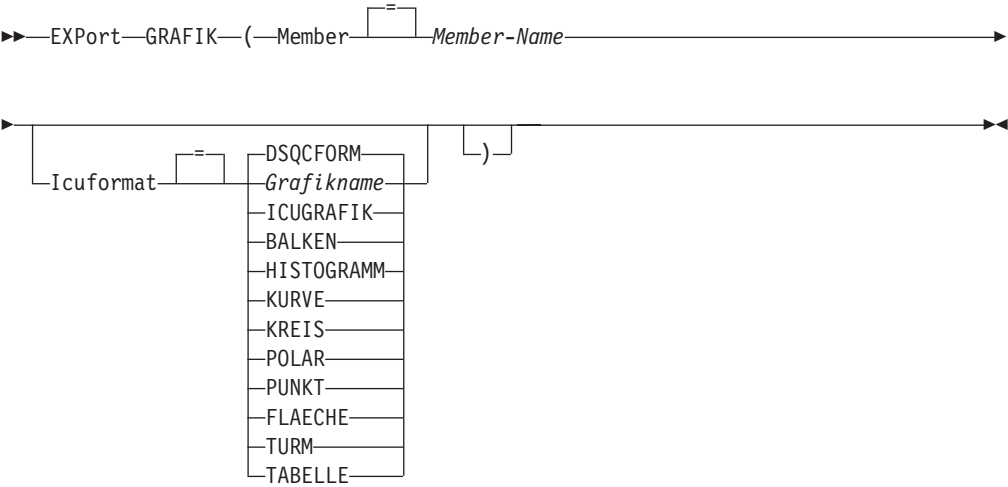 =
EXPort GRAFIK ( Member Member-Name
= DSQCFORM )
Icuformat Grafikname
ICUGRAFIK
BALKEN
HISTOGRAMM
KURVE
KREIS
POLAR
PUNKT
FLAECHE
TURM
TABELLE